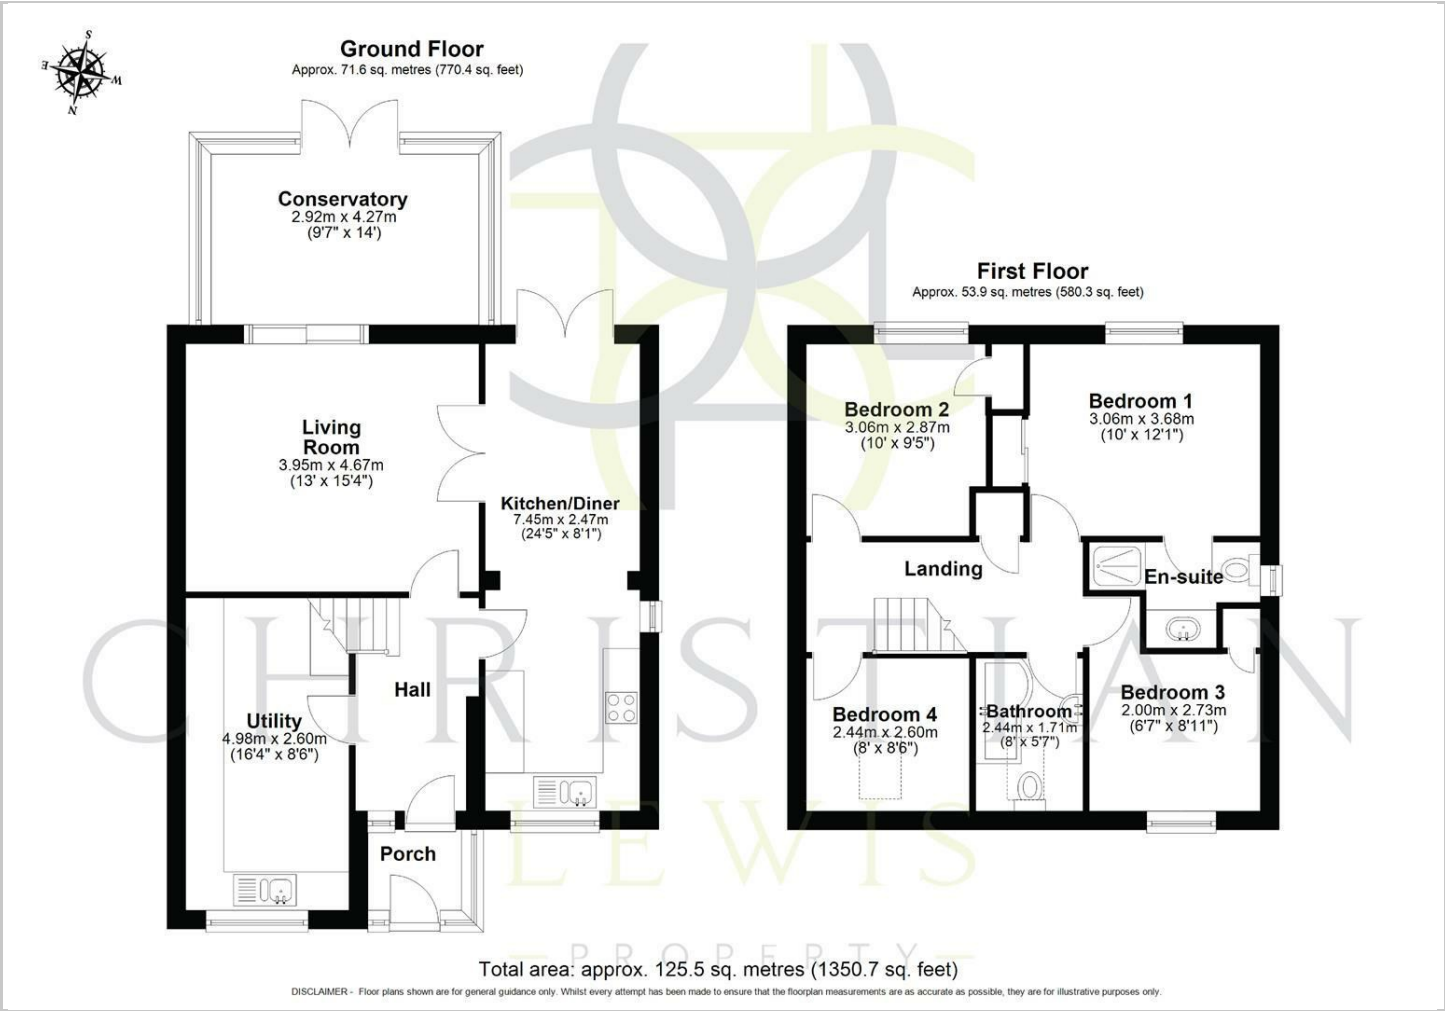 S
E
W
N
Ground Floor
Approx. 71.6 sq. metres (770.4 sq. feet)
Conservatory
2.92m x 4.27m
(9'7" x 14')
Living
Room
3.95m x 4.67m
(13' x 15'4")
Kitchen/Diner
7.45m x 2.47m
(24'5" x 8'1")
Hall
Utility
4.98m x 2.60m
(16'4" x 8'6")
Porch
First Floor
Approx. 53.9 sq. metres (580.3 sq. feet)
Bedroom 2
3.06m x 2.87m
(10' x 9'5")
Bedroom 1
3.06m x 3.68m
(10' x 12'1")
Landing
En-suite
Bedroom 4
2.44m x 2.60m
(8' x 8'6")
Bathroom
2.44m x 1.71m
(8' x 5'7")
Bedroom 3
2.00m x 2.73m
(6'7" x 8'11")
CHRISTIAN
LEWIS
PROPERTY
Total area: approx. 125.5 sq. metres (1350.7 sq. feet)
DISCLAIMER - Floor plans shown are for general guidance only. Whilst every attempt has been made to ensure that the floorplan measurements are as accurate as possible, they are for illustrative purposes only.